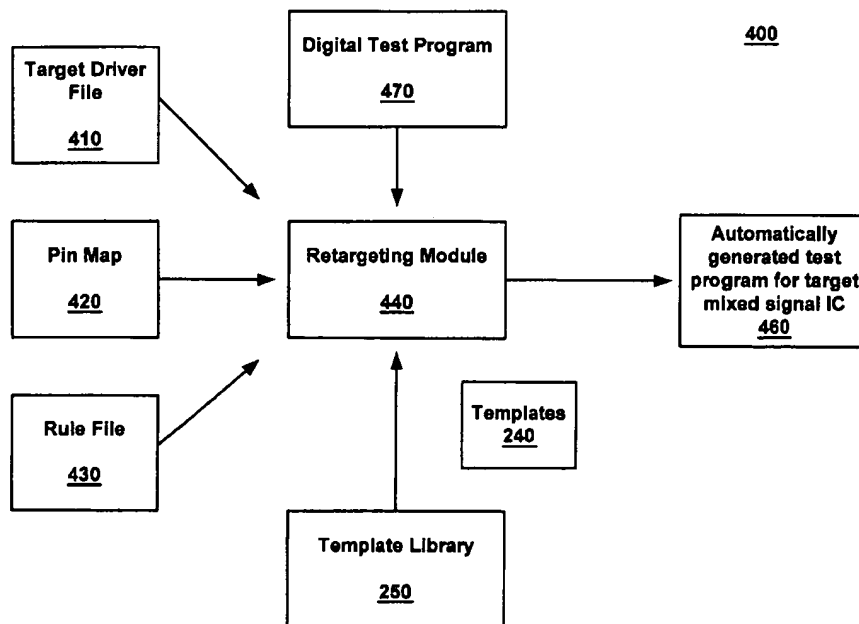 400
Digital Test Program
470
Target Driver
File
410
Pin Map
420
Retargeting Module
440
Automatically
generated test
program for target
mixed signal IC
460
Rule File
430
Templates
240
Template Library
250